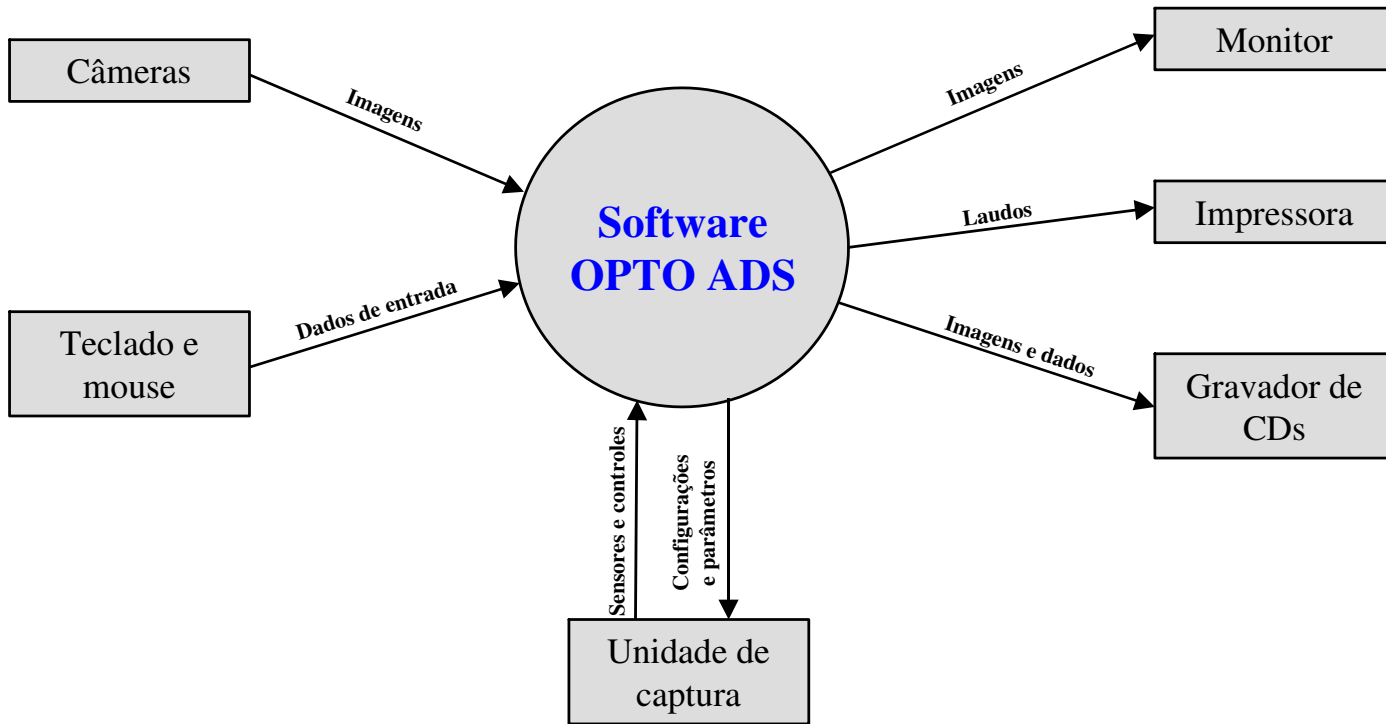 Câmeras
Imagens
Teclado e
mouse
Dados de entrada
Software
OPTO ADS
Imagens
Monitor
Laudos
Impressora
Imagens e dados
Gravador de
CDs
Sensores e controles
Configurações
e parâmetros
Unidade de
captura